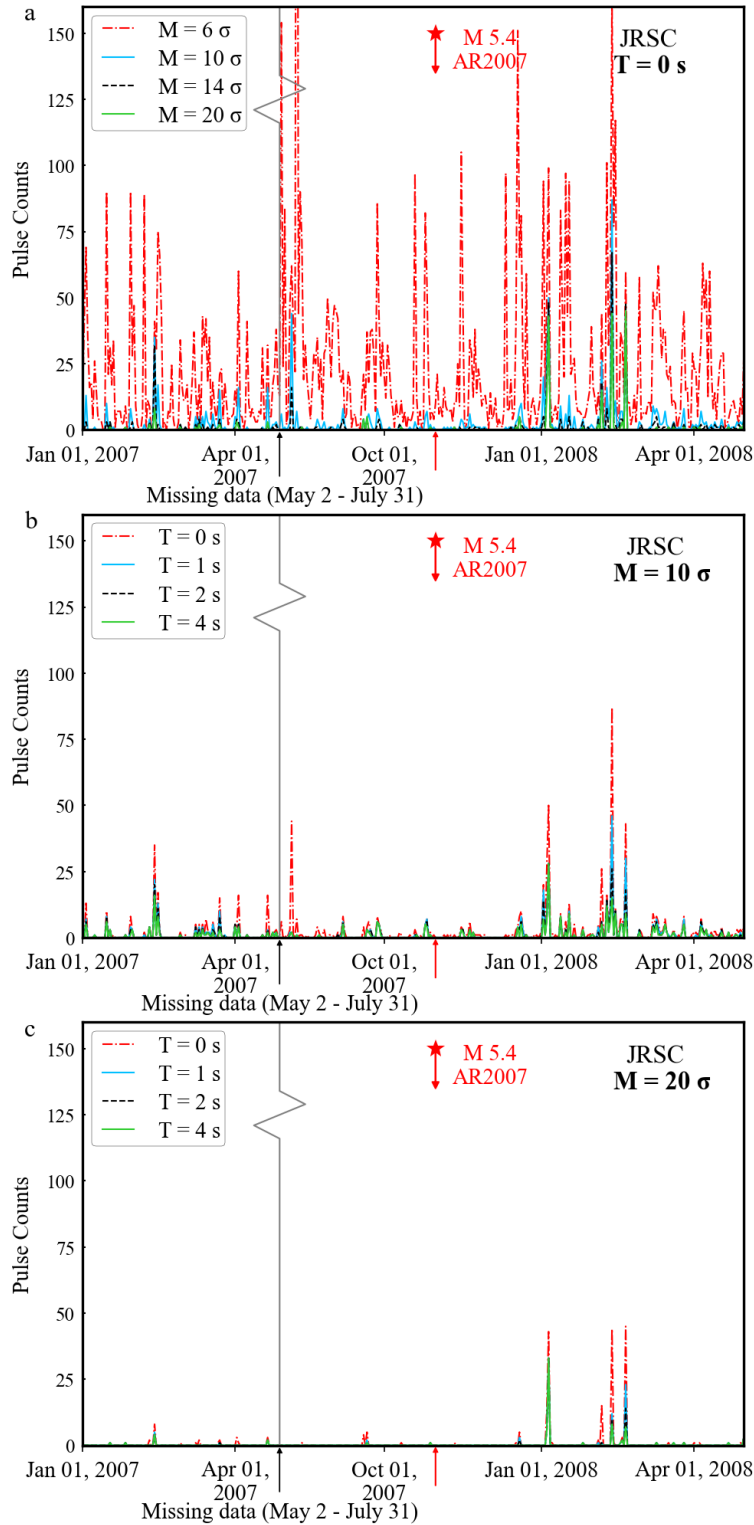 a
M = 6 σ
M = 10 σ
M = 14 σ
M = 20 σ
M 5.4
AR2007
JRSC
T = 0 s
Pulse Counts
150
125
100
75
50
25
0
Jan 01, 2007
Apr 01,
2007
Oct 01,
2007
Jan 01, 2008
Apr 01, 2008
Missing data (May 2 - July 31)
b
T = 0 s
T = 1 s
T = 2 s
T = 4 s
M 5.4
AR2007
JRSC
M = 10 σ
Pulse Counts
150
125
100
75
50
25
0
Jan 01, 2007
Apr 01,
2007
Oct 01,
2007
Jan 01, 2008
Apr 01, 2008
Missing data (May 2 - July 31)
c
T = 0 s
T = 1 s
T = 2 s
T = 4 s
M 5.4
AR2007
JRSC
M = 20 σ
Pulse Counts
150
125
100
75
50
25
0
Jan 01, 2007
Apr 01,
2007
Oct 01,
2007
Jan 01, 2008
Apr 01, 2008
Missing data (May 2 - July 31)